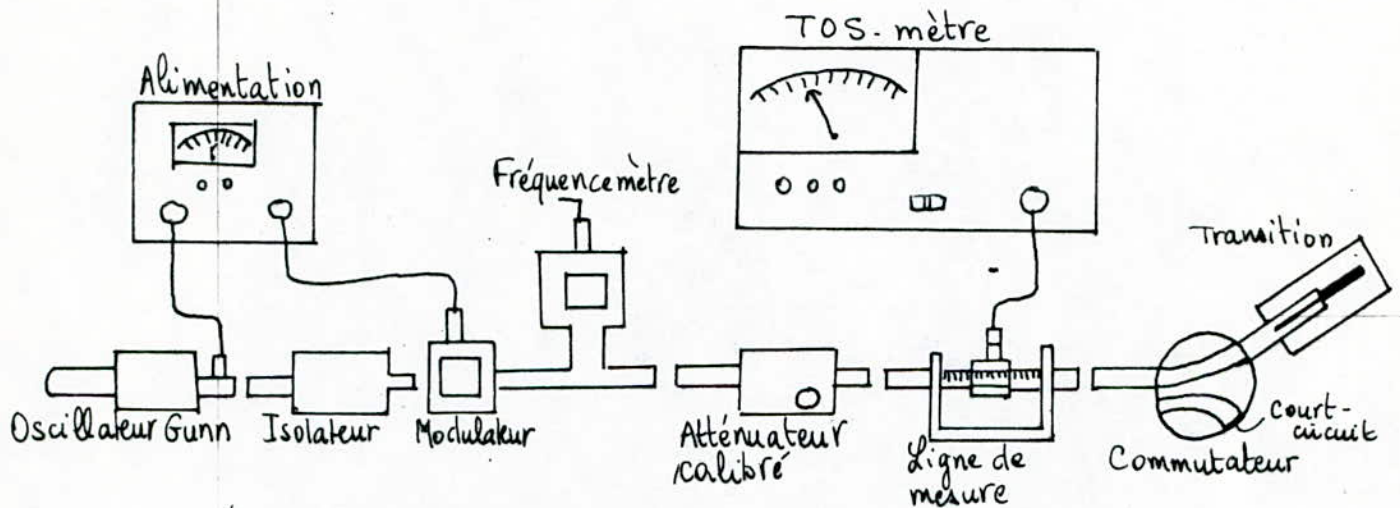 TOS-mètre
Alimentation
Fréquencemètre
Transition
Oscillateur Gunn
Isolateur
Modulateur
Atténuateur
calibré
Ligne de
mesure
Commutateur
Court-
circuit